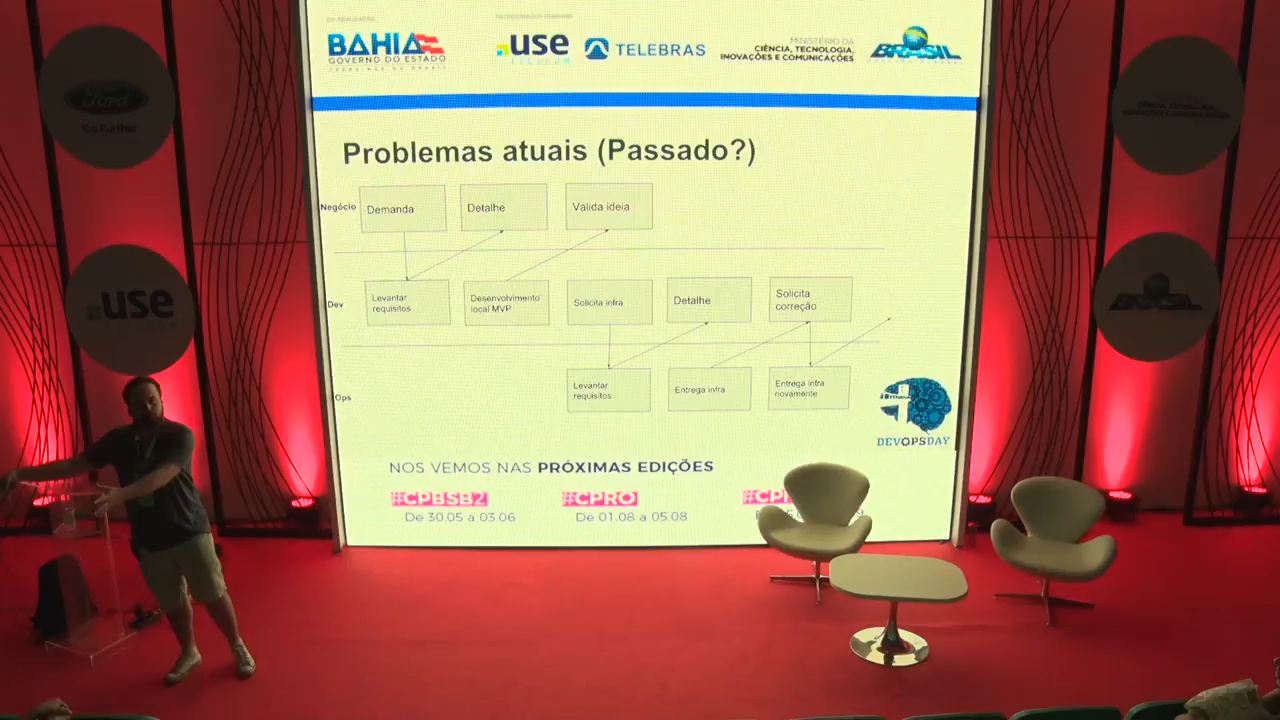 BAHIA
GOVERNO DO ESTADO
use
TELECOM
TELEBRAS
MINISTÉRIO DA
CIÊNCIA, TECNOLOGIA,
INOVAÇÕES E COMUNICAÇÕES
BRASIL
Ford
Go Further
use
Problemas atuais (Passado?)
Negócio
Demanda
Detalhe
Valida ideia
Dev
Levantar
requisitos
Desenvolvimento
local MVP
Solicita infra
Detalhe
Solicita
correção
Ops
Levantar
requisitos
Entrega infra
Entrega infra
novamente
DEVOPSDAY
NOS VEMOS NAS PRÓXIMAS EDIÇÕES
#CPBSB2
De 30.05 a 03.06
#CPRO
De 01.08 a 05.08